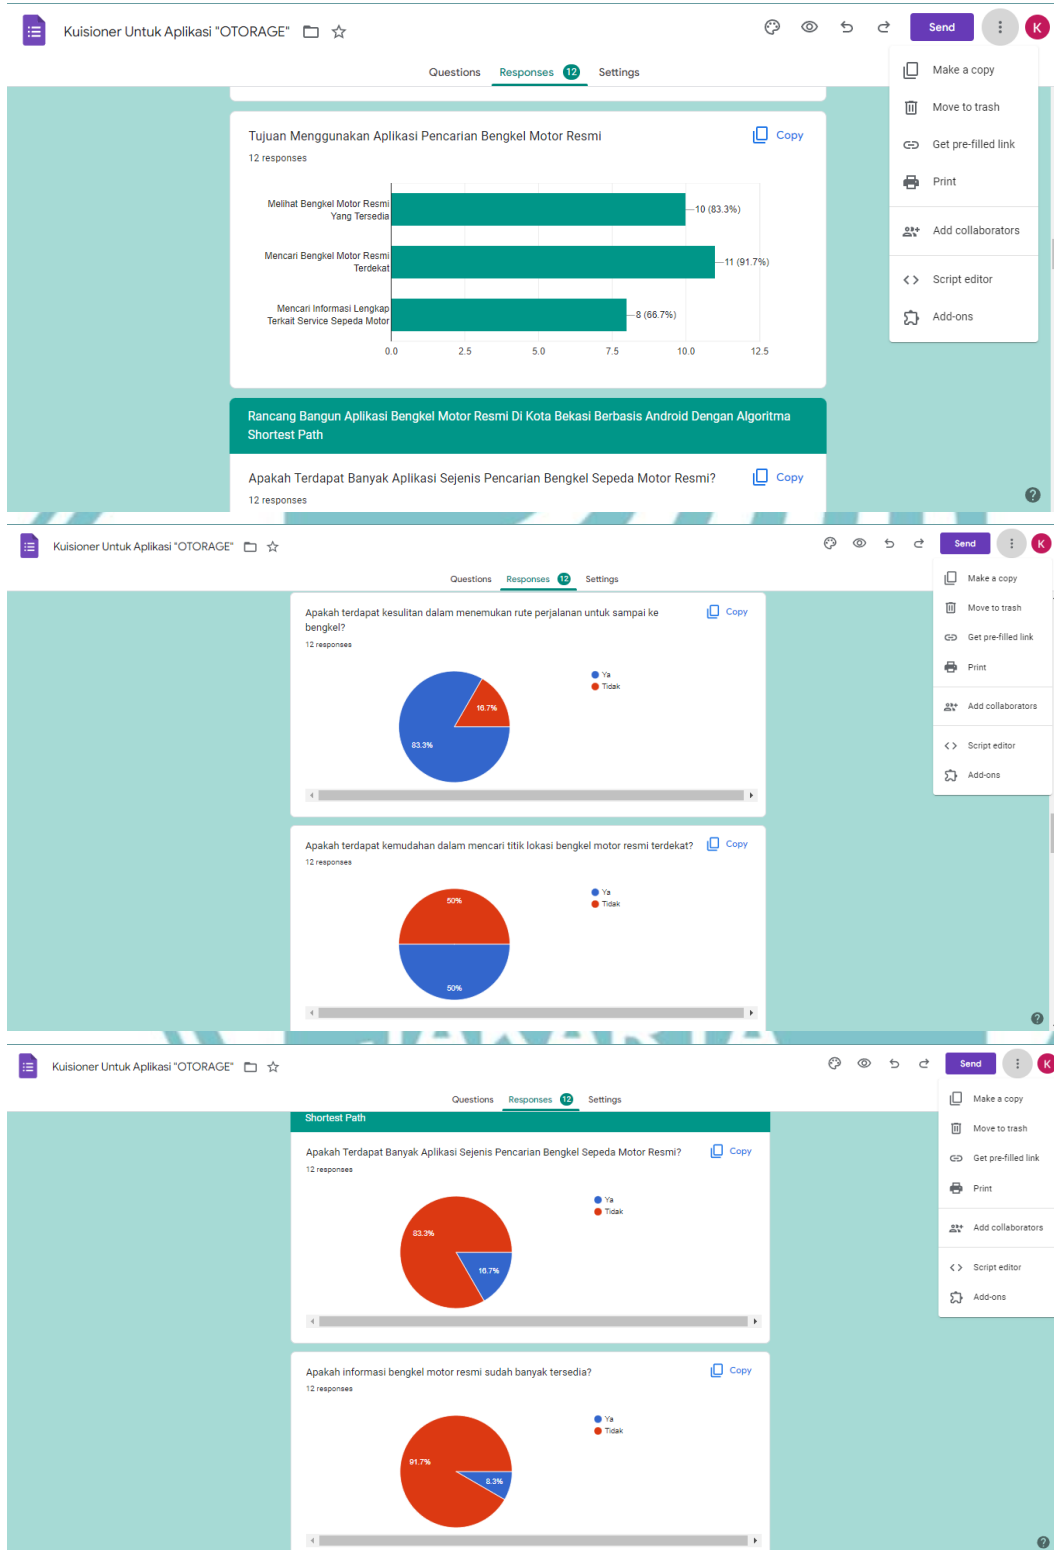 Kuisioner Untuk Aplikasi "OTORAGE"
Send
K
Questions Responses 12 Settings
Make a copy
Move to trash
Get pre-filled link
Print
Add collaborators
Script editor
Add-ons
Tujuan Menggunakan Aplikasi Pencarian Bengkel Motor Resmi
Copy
12 responses
Melihat Bengkel Motor Resmi
Yang Tersedia
10 (83.3%)
Mencari Bengkel Motor Resmi
Terdekat
11 (91.7%)
Mencari Informasi Lengkap
Terkait Service Sepeda Motor
8 (66.7%)
0.0 2.5 5.0 7.5 10.0 12.5
Rancang Bangun Aplikasi Bengkel Motor Resmi Di Kota Bekasi Berbasis Android Dengan Algoritma
Shortest Path
Apakah Terdapat Banyak Aplikasi Sejenis Pencarian Bengkel Sepeda Motor Resmi?
Copy
12 responses
Kuisioner Untuk Aplikasi "OTORAGE"
Send
K
Questions Responses 12 Settings
Make a copy
Move to trash
Get pre-filled link
Print
Add collaborators
Script editor
Add-ons
Apakah terdapat kesulitan dalam menemukan rute perjalanan untuk sampai ke
bengkel?
Copy
12 responses
Ya
Tidak
16.7%
83.3%
Apakah terdapat kemudahan dalam mencari titik lokasi bengkel motor resmi terdekat?
Copy
12 responses
Ya
Tidak
50%
50%
JAKARTA
Kuisioner Untuk Aplikasi "OTORAGE"
Send
K
Questions Responses 12 Settings
Make a copy
Move to trash
Get pre-filled link
Print
Add collaborators
Script editor
Add-ons
Shortest Path
Apakah Terdapat Banyak Aplikasi Sejenis Pencarian Bengkel Sepeda Motor Resmi?
Copy
12 responses
Ya
Tidak
83.3%
16.7%
Apakah informasi bengkel motor resmi sudah banyak tersedia?
Copy
12 responses
Ya
Tidak
91.7%
8.3%